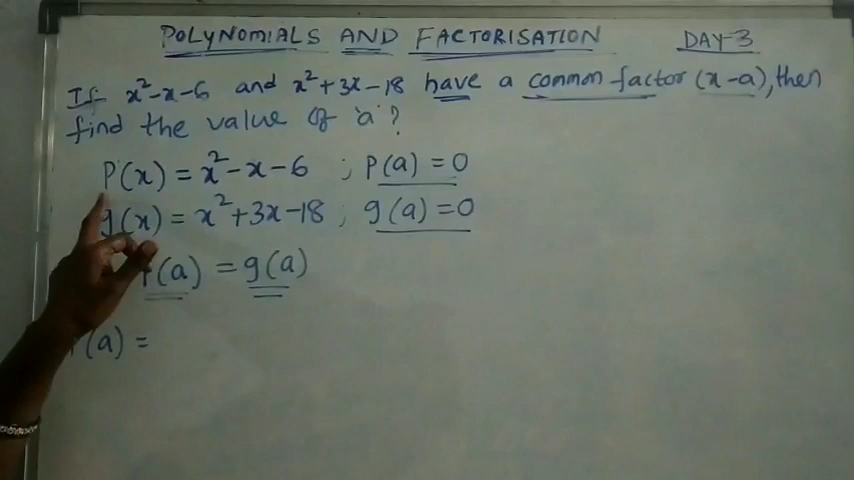 POLYNOMIALS AND FACTORISATION DAY-3
If x²-x-6 and x²+3x-18 have a common factor (x-a), then
find the value of 'a'?
P(x) = x²-x-6 ; P(a) = 0
g(x) = x²+3x-18 ; g(a) = 0
(a) = g(a)
(a) =